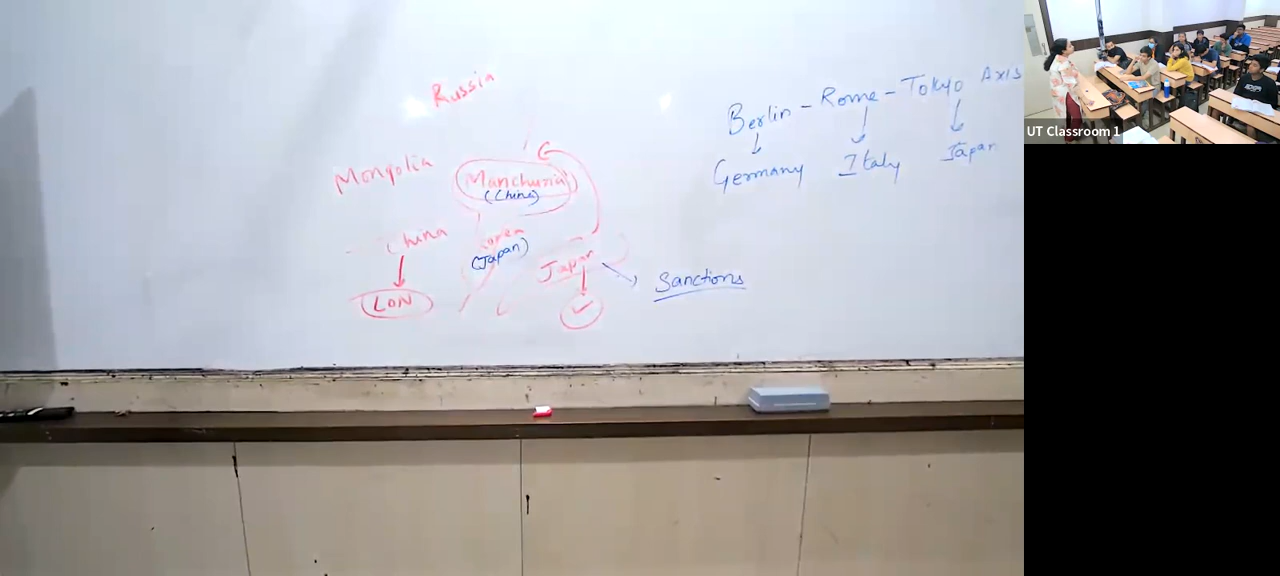 Russia
Berlin - Rome - Tokyo Axis
Germany Italy Japan
Mongolia Manchuria
(China)
China Korea
(Japan)
Japan
Sanctions
LON
UT Classroom 1